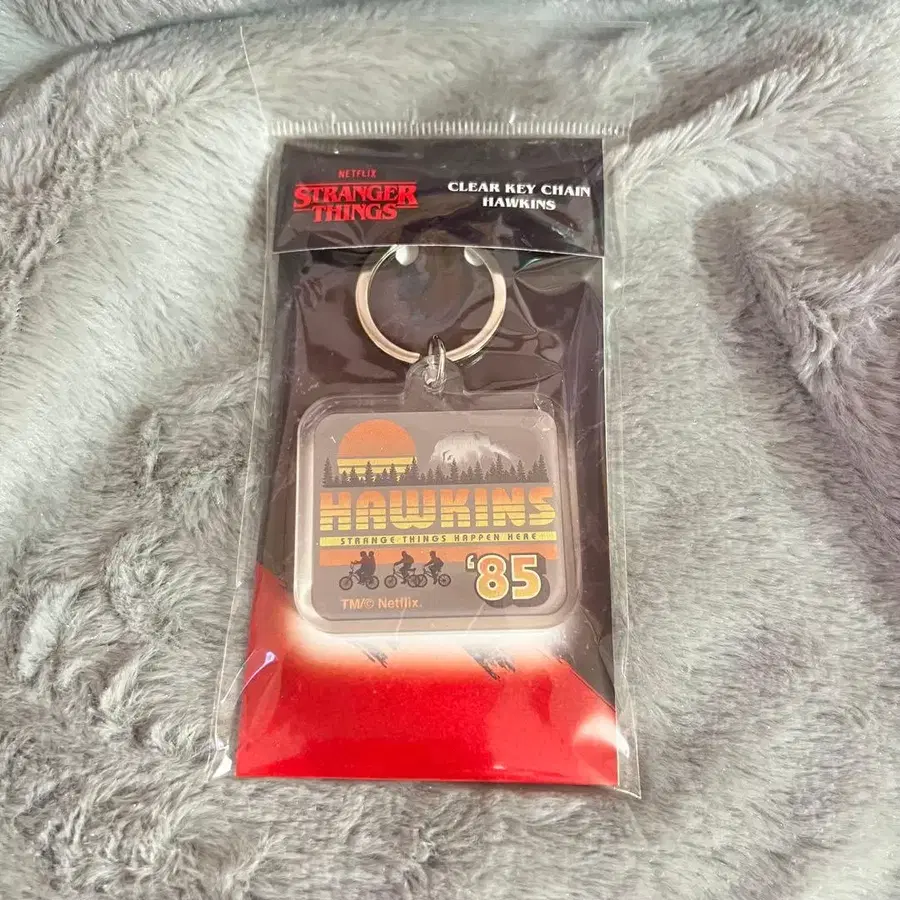 NETFLIX
STRANGER
THINGS
CLEAR KEY CHAIN
HAWKINS
HAWKINS
STRANGE THINGS HAPPEN HERE
'85
TM/© Netflix.